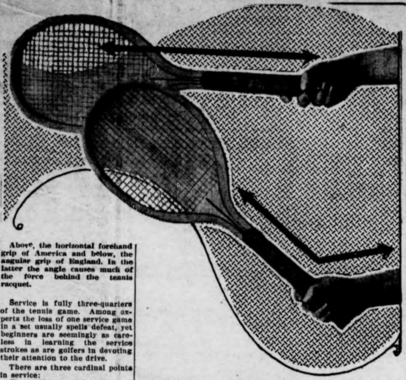 Above, the horizontal forehand
grip of America and below, the
angular grip of England. In the
latter the angle causes much of
the force behind the tennis
racquet.
Service is fully three-quarters
of the tennis game. Among ex-
perts the loss of one service game
in a set usually spells defeat, yet
beginners are seemingly as care-
less in learning the service
strokes as are golfers in devoting
their attention to the drive.
There are three cardinal points
in service: